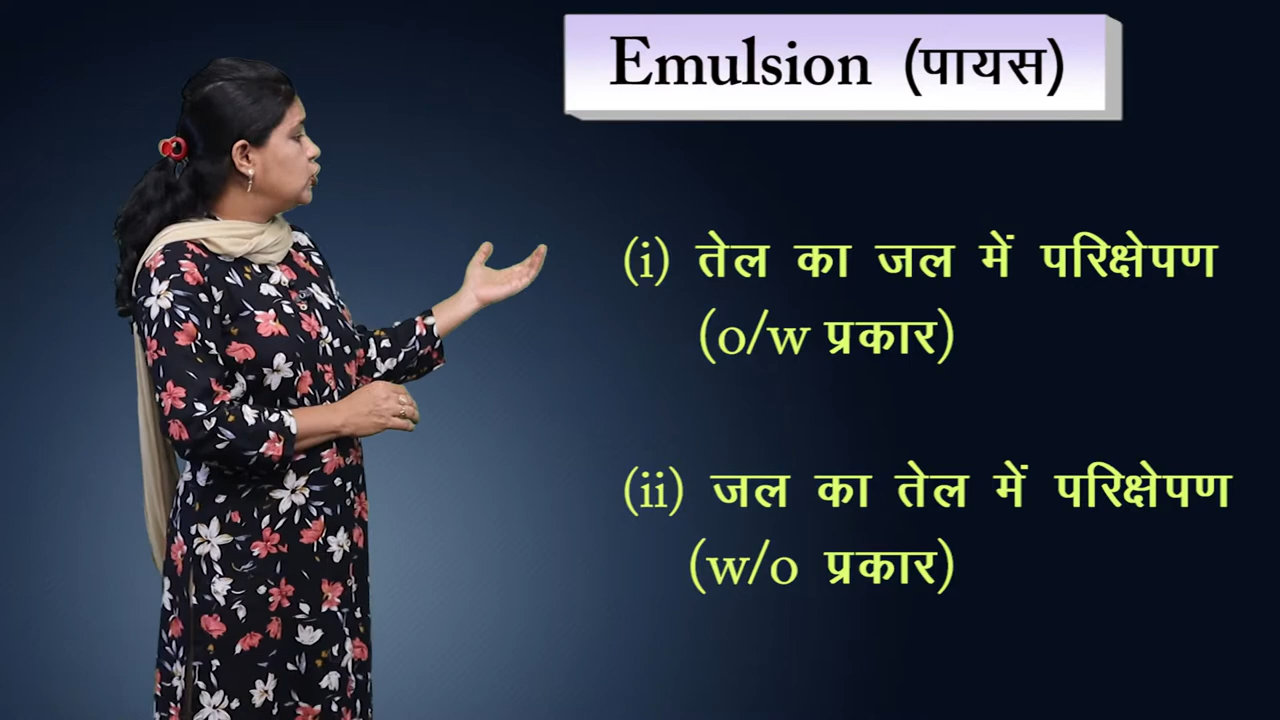 Emulsion (पायस)
(i) तेल का जल में परिक्षेपण
(o/w प्रकार)
(ii) जल का तेल में परिक्षेपण
(w/o प्रकार)